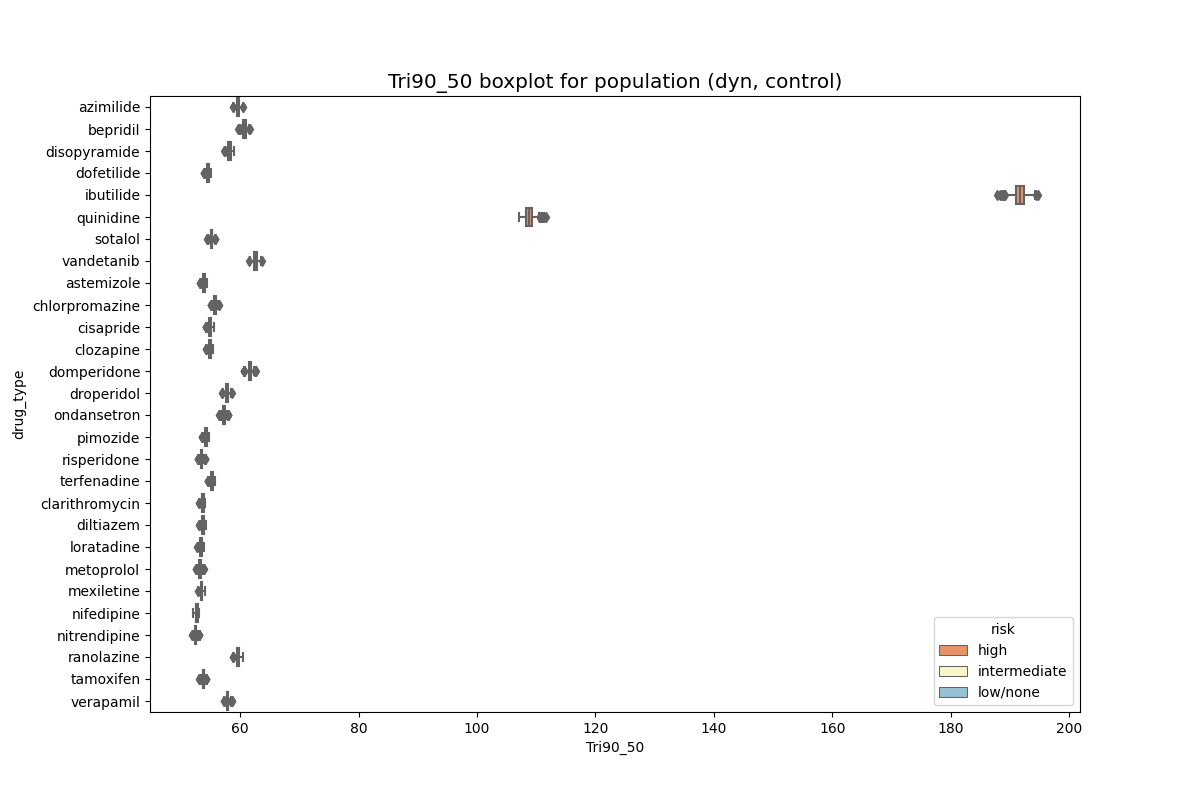 Tri90_50 boxplot for population (dyn, control)
azimilide
bepridil
disopyramide
dofetilide
ibutilide
quinidine
sotalol
vandetanib
astemizole
chlorpromazine
cisapride
clozapine
domperidone
droperidol
ondansetron
pimozide
risperidone
terfenadine
clarithromycin
diltiazem
loratadine
metoprolol
mexiletine
nifedipine
nitrendipine
ranolazine
tamoxifen
verapamil
drug_type
risk
high
intermediate
low/none
60 80 100 120 140 160 180 200
Tri90_50